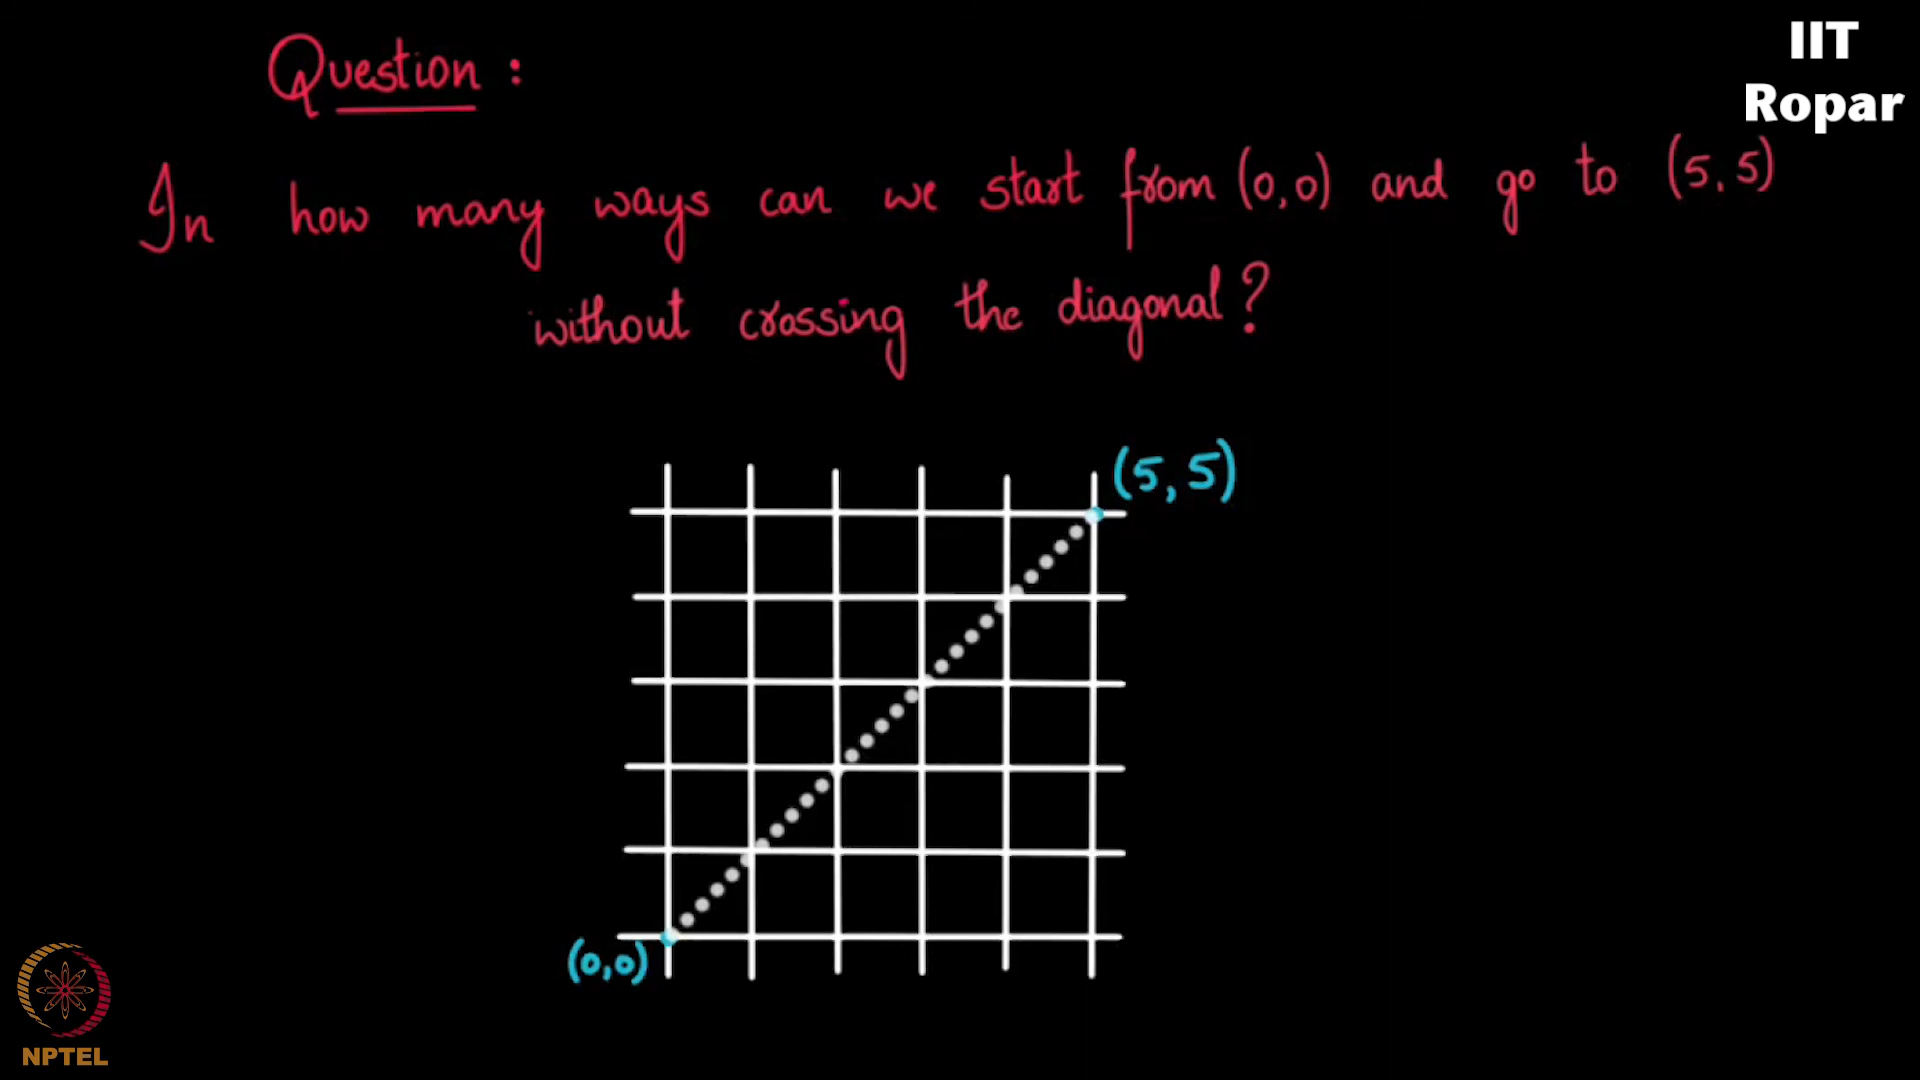 Question :
IIT
Ropar
In how many ways can we start from (0,0) and go to (5,5)
without crossing the diagonal?
(5,5)
(0,0)
NPTEL